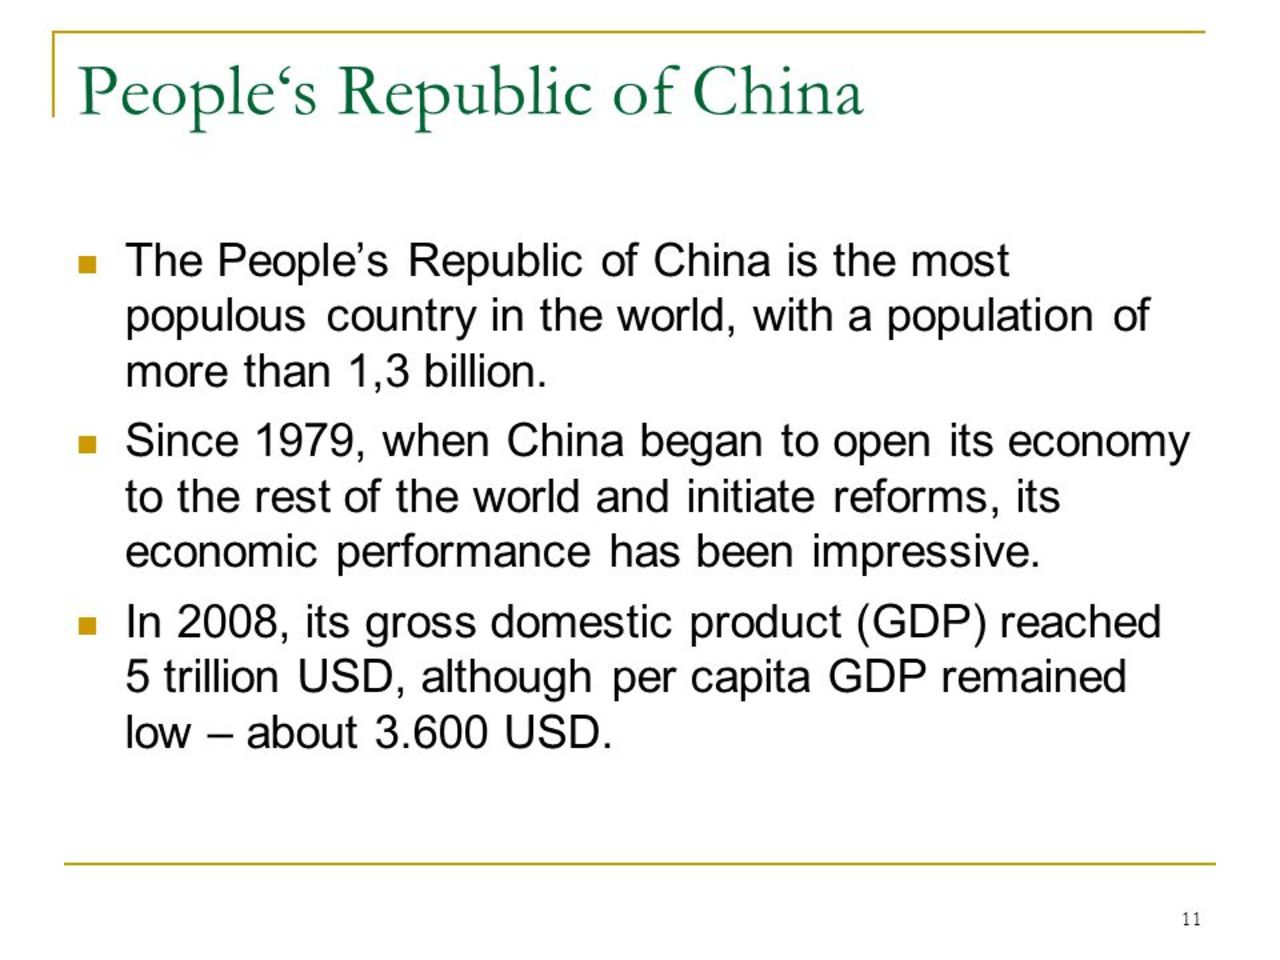 People‘s Republic of China
The People’s Republic of China is the most
populous country in the world, with a population of
more than 1,3 billion.
Since 1979, when China began to open its economy
to the rest of the world and initiate reforms, its
economic performance has been impressive.
In 2008, its gross domestic product (GDP) reached
5 trillion USD, although per capita GDP remained
low – about 3.600 USD.
11